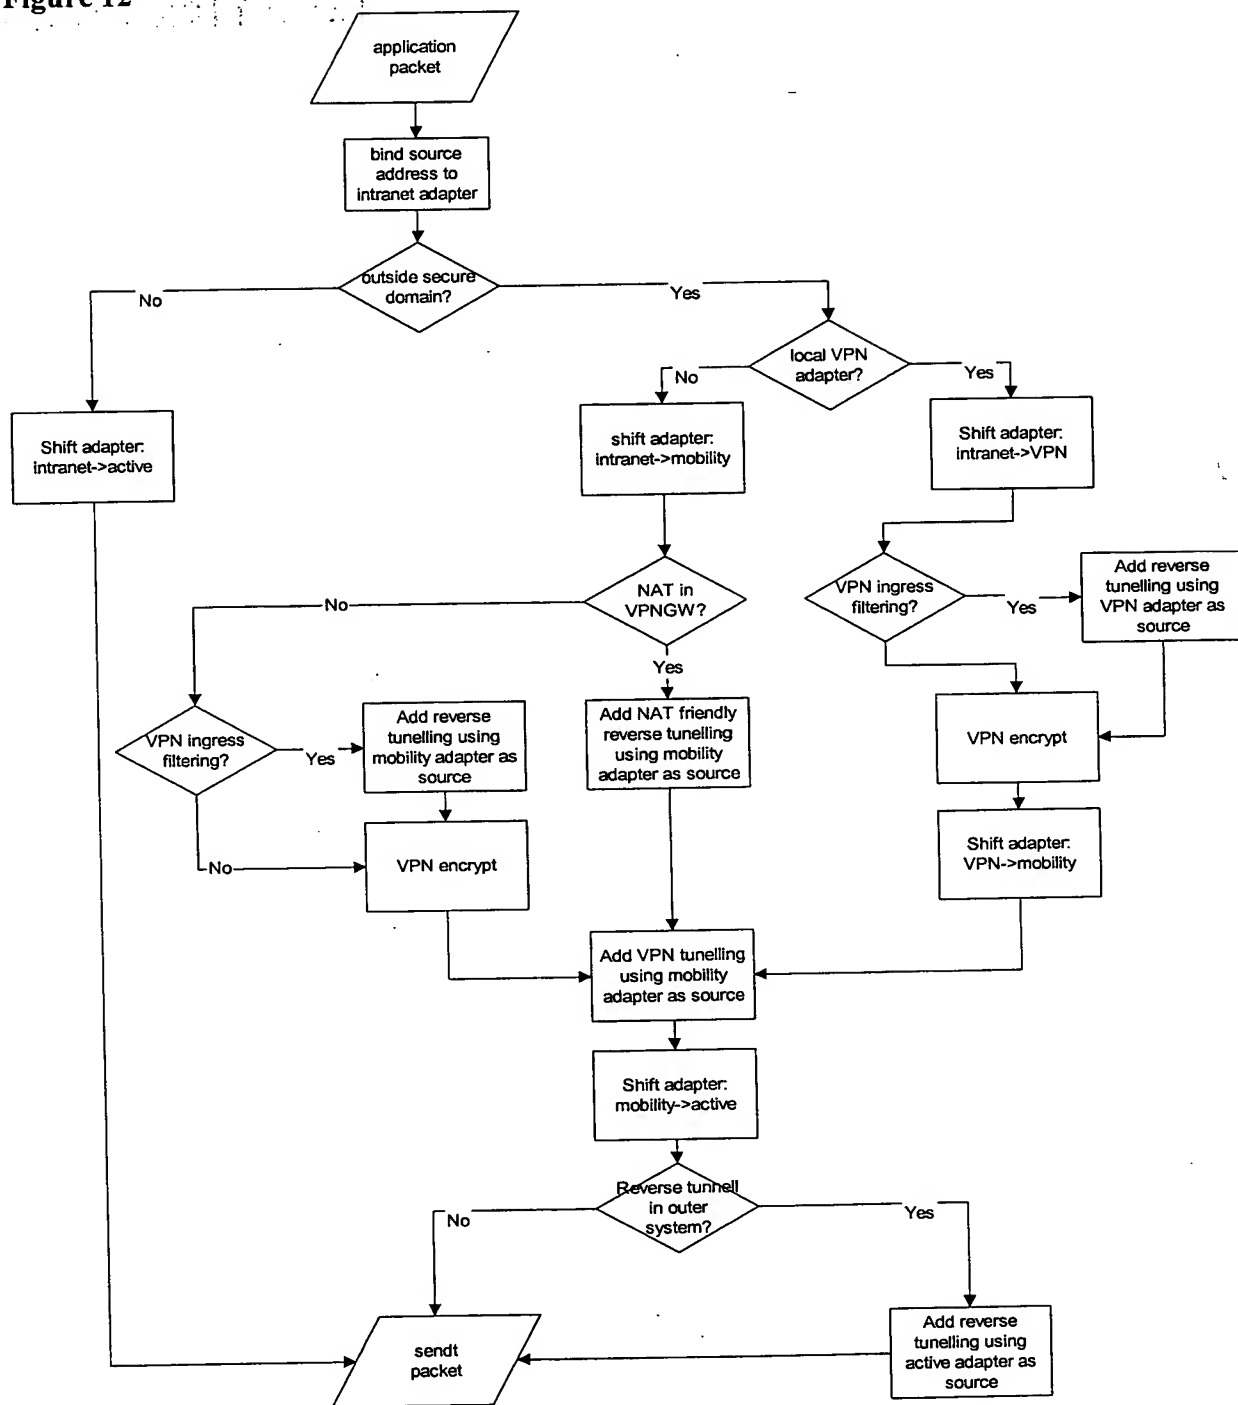 Figure 12
application
packet
bind source
address to
intranet adapter
outside secure
domain?
No
Yes
local VPN
adapter?
No
Yes
Shift adapter:
intranet->active
shift adapter:
intranet->mobility
Shift adapter:
intranet->VPN
NAT in
VPNGW?
No
Yes
VPN ingress
filtering?
Yes
Add reverse
tunelling using
VPN adapter as
source
VPN ingress
filtering?
Yes
No
Add reverse
tunelling using
mobility adapter as
source
Add NAT friendly
reverse tunelling
using mobility
adapter as source
VPN encrypt
VPN encrypt
Shift adapter:
VPN->mobility
Add VPN tunelling
using mobility
adapter as source
Shift adapter:
mobility->active
Reverse tunnell
in outer
system?
No
Yes
Add reverse
tunelling using
active adapter as
source
sendt
packet